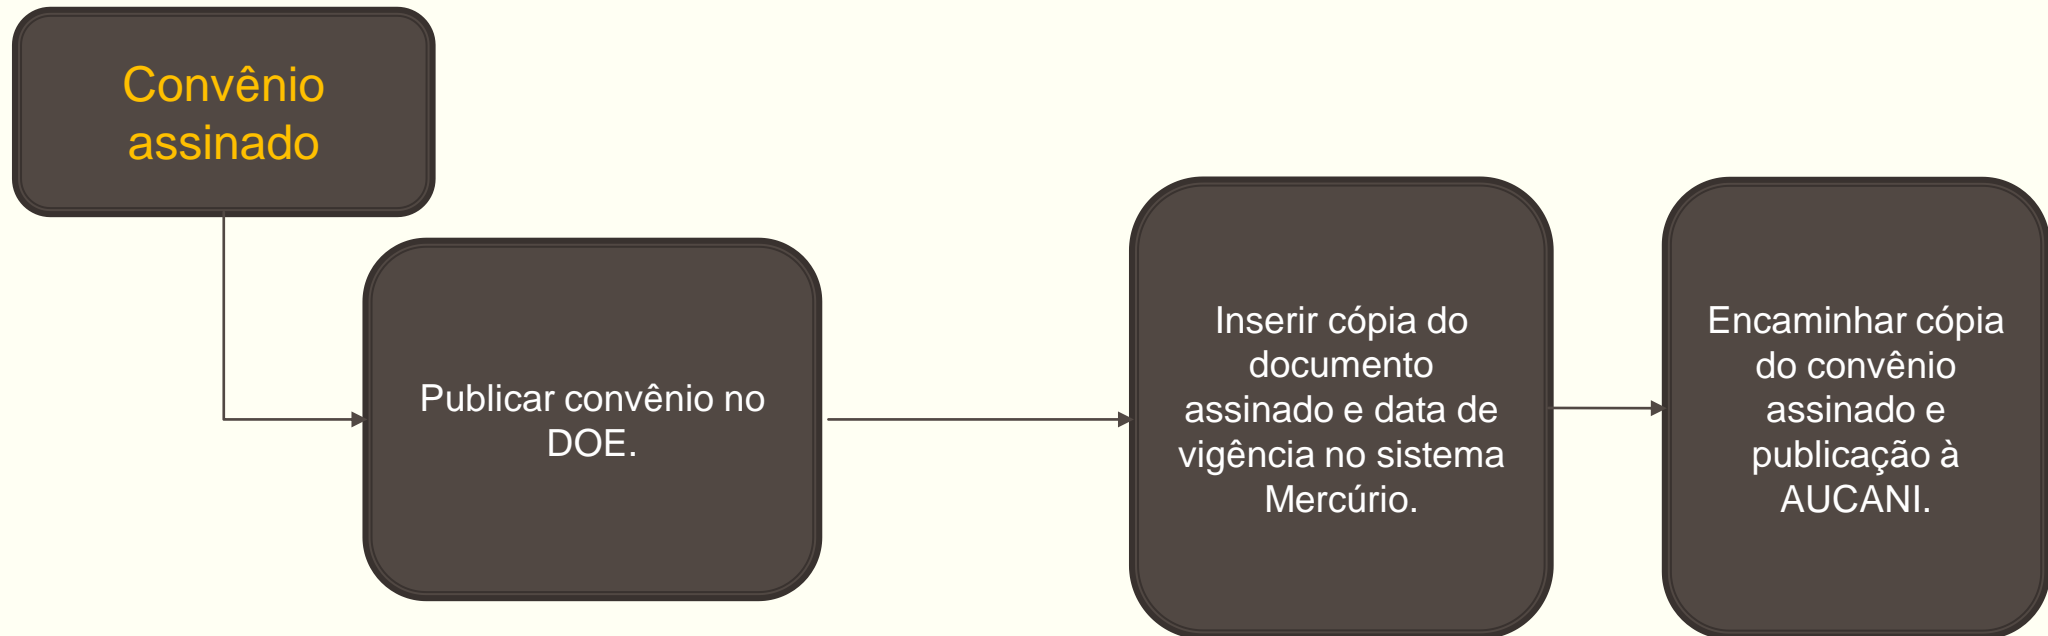 Convênio
assinado
Publicar convênio no
DOE.
Inserir cópia do
documento
assinado e data de
vigência no sistema
Mercúrio.
Encaminhar cópia
do convênio
assinado e
publicação à
AUCANI.